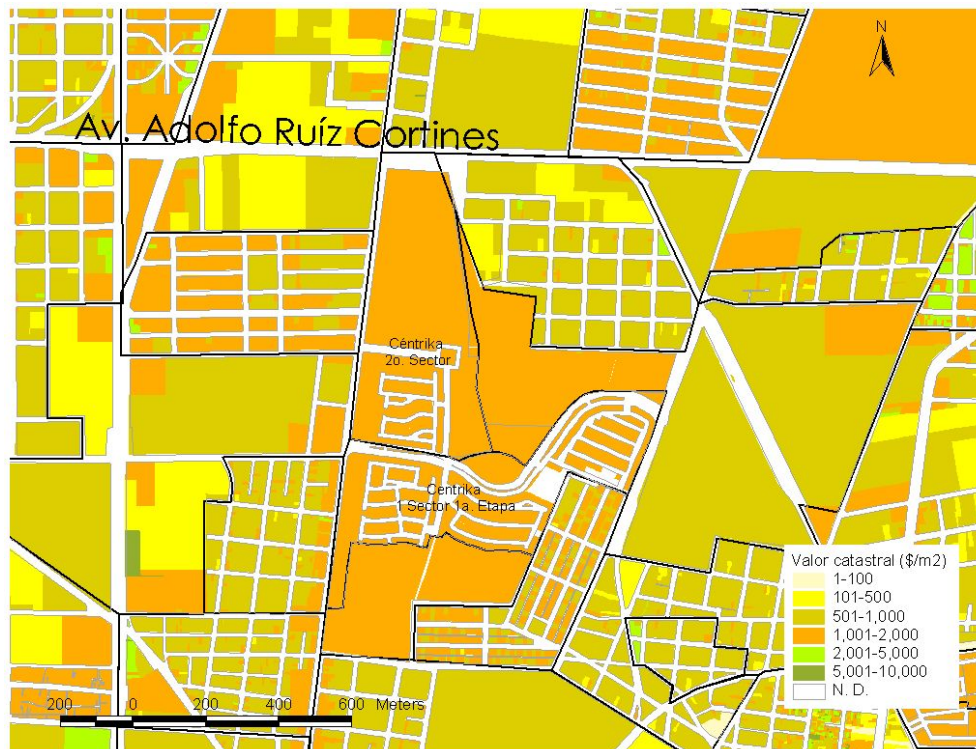 N
Av. Adolfo Ruíz Cortines
Céntrika
2o. Sector
Centrika
1 Sector 1a. Etapa
Valor catastral ($/m2)
1-100
101-500
501-1,000
1,001-2,000
2,001-5,000
5,001-10,000
N. D.
200 0 200 400 600 Meters